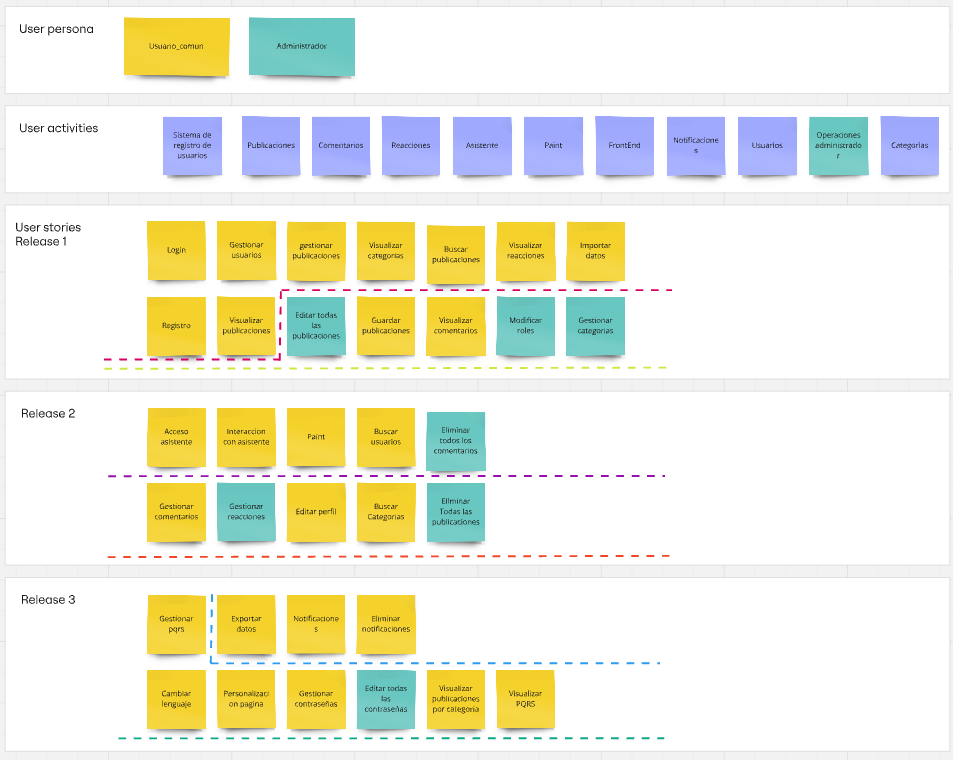 User persona
Usuario_comun
Administrador
User activities
Sistema de
registro de
usuarios
Publicaciones
Comentarios
Reacciones
Asistente
Paint
FrontEnd
Notificacione
s
Usuarios
Operaciones
administrado
r
Categorias
User stories
Release 1
Login
Gestionar
usuarios
gestionar
publicaciones
Visualizar
categorias
Buscar
publicaciones
Visualizar
reacciones
Importar
datos
Registro
Visualizar
publicaciones
Editar todas
las
publicaciones
Guardar
publicaciones
Visualizar
comentarios
Modificar
roles
Gestionar
categorias
Release 2
Acceso
asistente
Interaccion
con asistente
Paint
Buscar
usuarios
Eliminar
todos los
comentarios
Gestionar
comentarios
Gestionar
reacciones
Editar perfil
Buscar
Categorias
Eliminar
Todas las
publicaciones
Release 3
Gestionar
pqrs
Exportar
datos
Notificacione
s
Eliminar
notificaciones
Cambiar
lenguaje
Personalizaci
on pagina
Gestionar
contraseñas
Editar todas
las
contraseñas
Visualizar
publicaciones
por categoria
Visualizar
PQRS